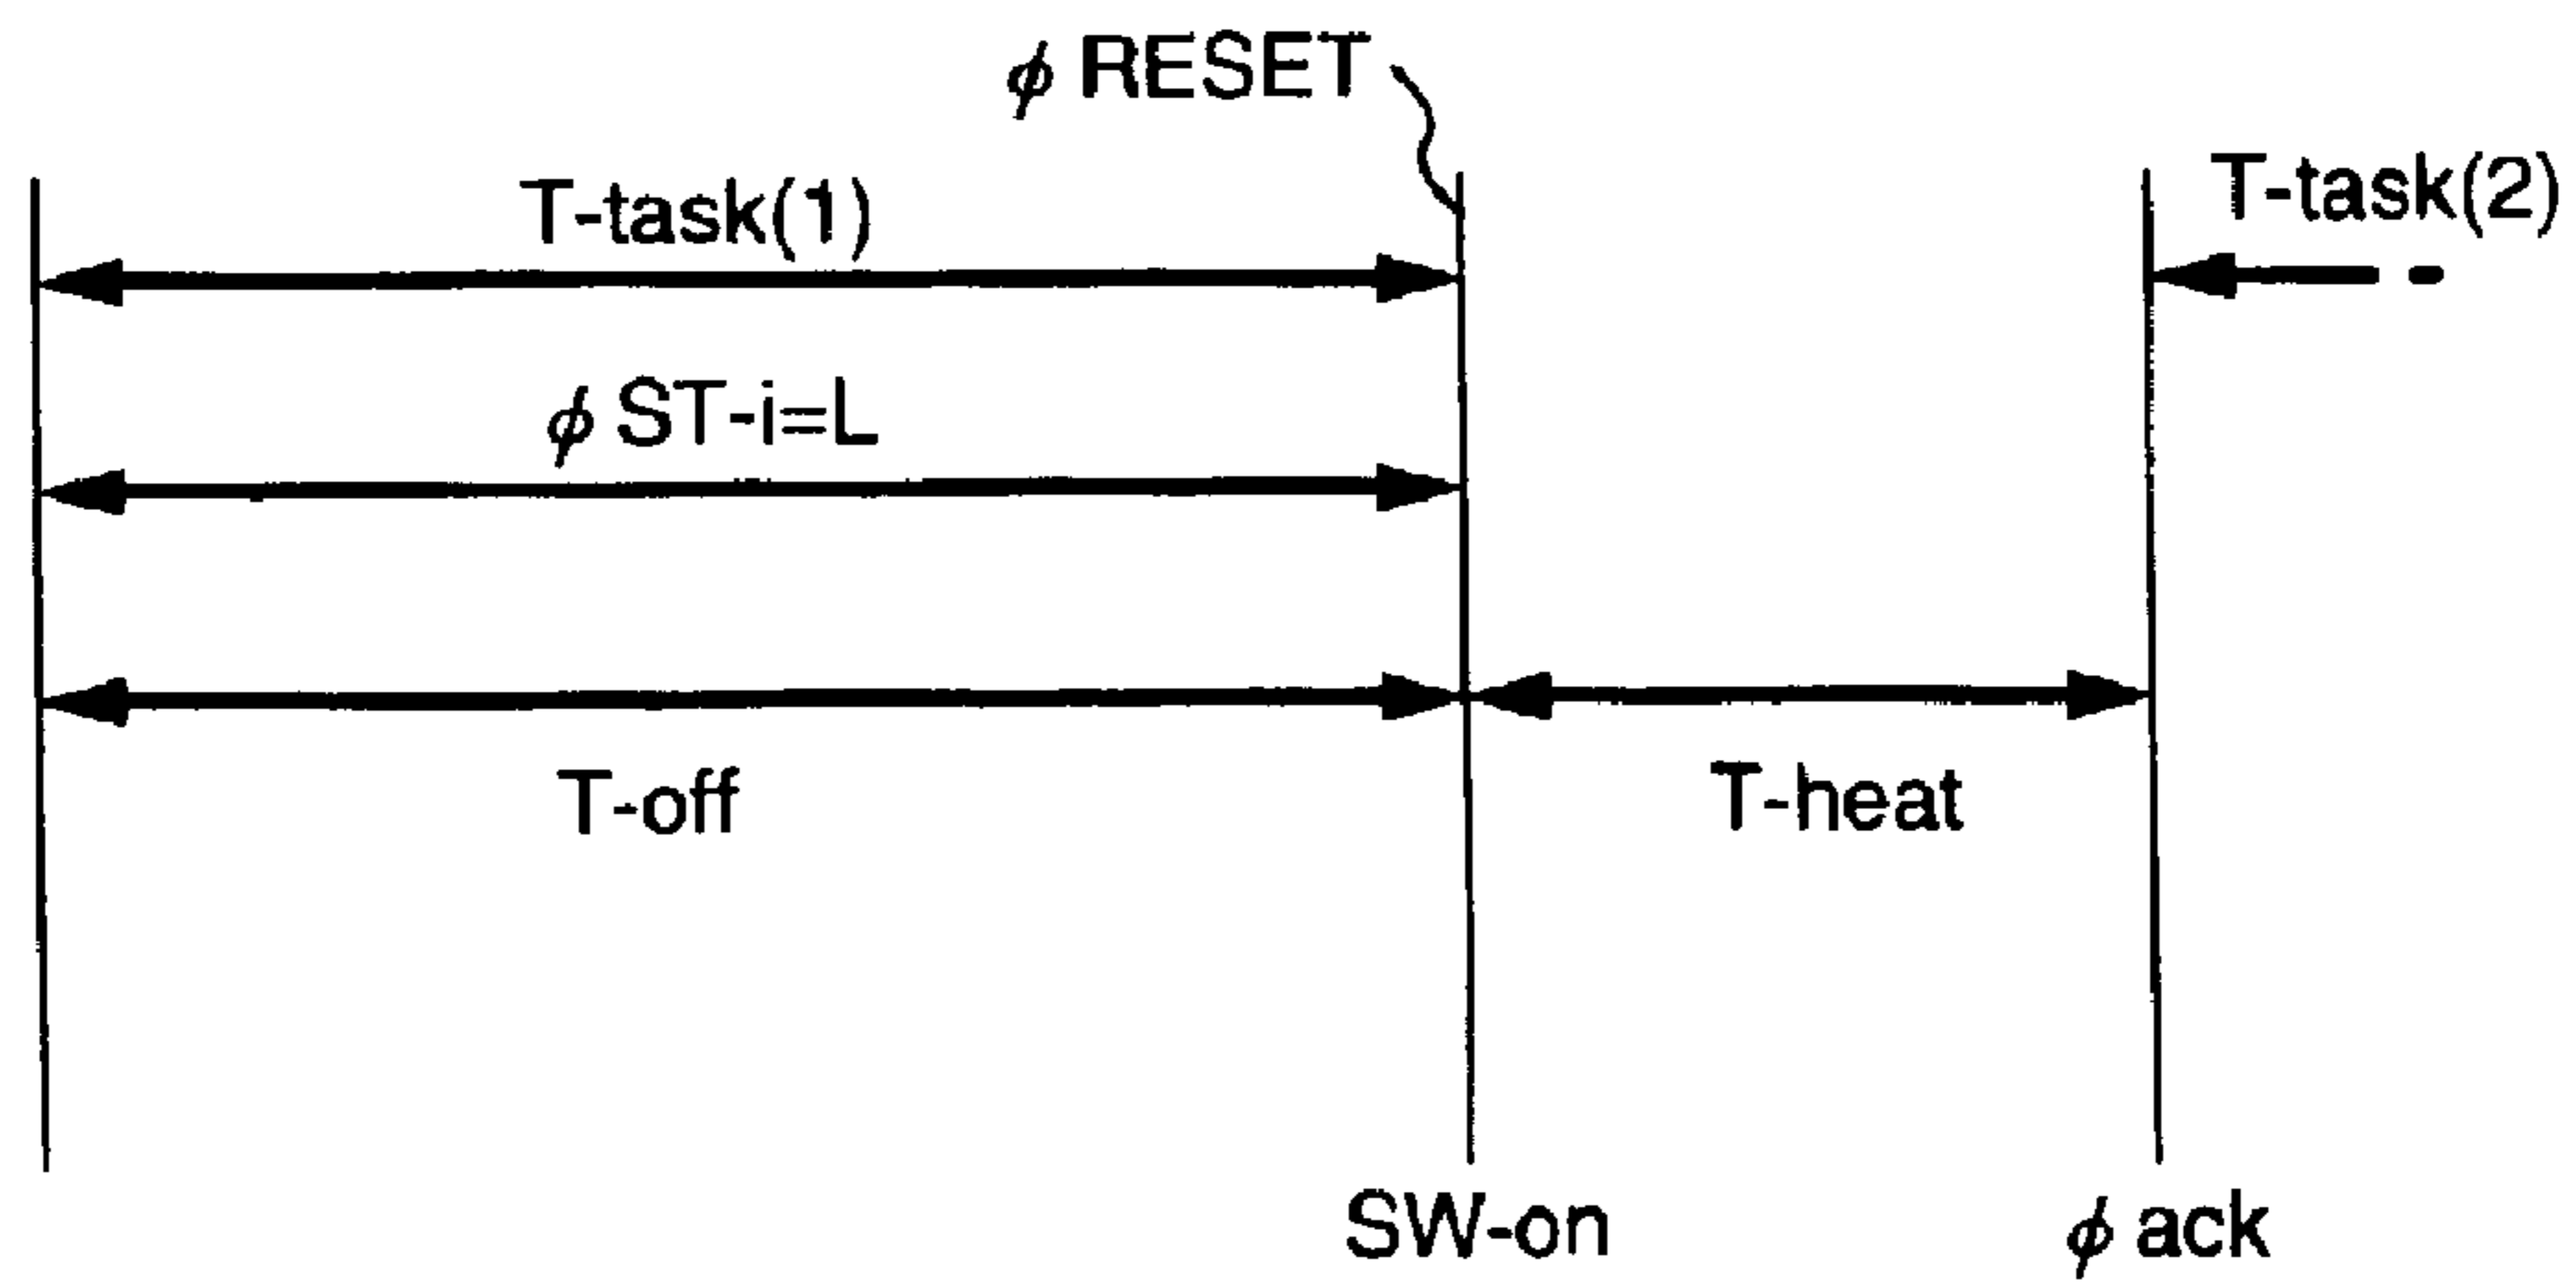 ϕ RESET
T-task(1)
T-task(2)
ϕ ST-i=L
T-off
T-heat
SW-on
ϕ ack